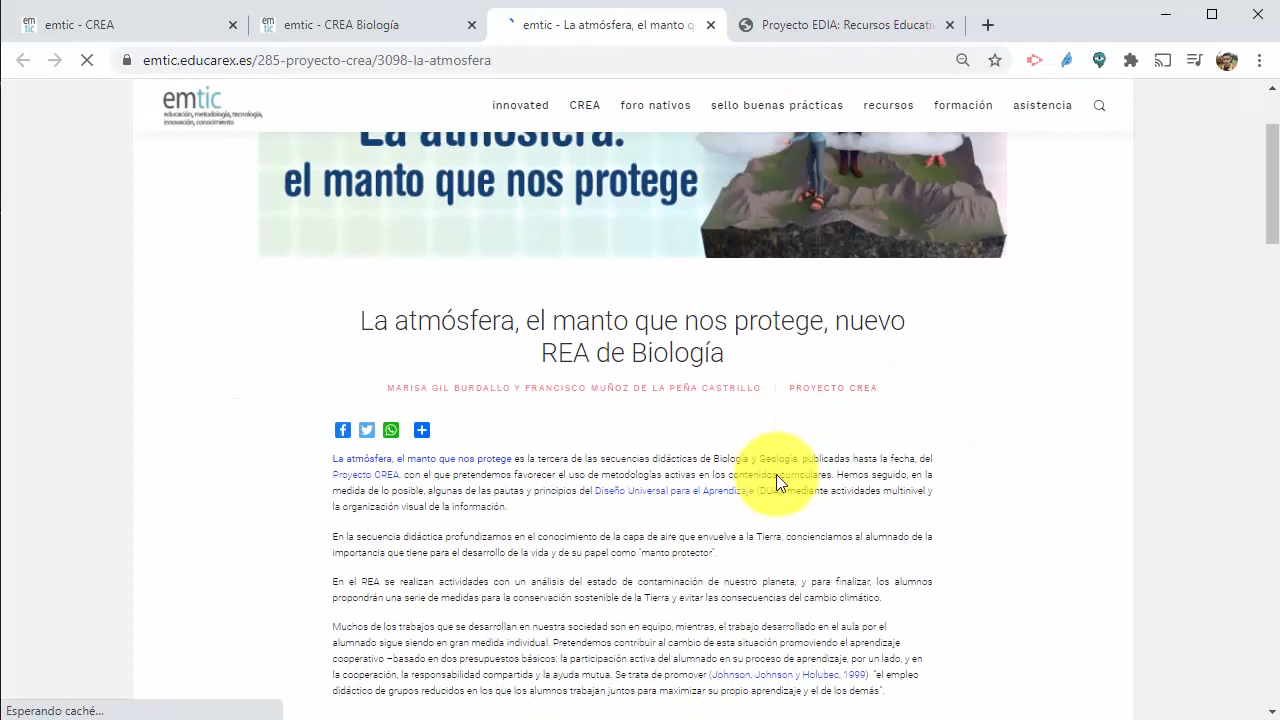 emtic - CREA
emtic - CREA Biología
emtic - La atmósfera, el manto q
Proyecto EDIA: Recursos Educativ
emtic.educarex.es/285-proyecto-crea/3098-la-atmosfera
emtic
educación, metodología, tecnología,
innovación, conocimiento
innovated CREA foro nativos sello buenas prácticas formación asistencia
La atmósfera:
el manto que nos protege
La atmósfera, el manto que nos protege, nuevo
REA de Biología
MARISA GIL BURDALLO Y FRANCISCO MUÑOZ DE LA PEÑA CASTRILLO PROYECTO CREA
La atmósfera, el manto que nos protege es la tercera de las secuencias didácticas de Biología y Geología, publicadas hasta la fecha, del
Proyecto CREA, con el que pretendemos favorecer el uso de metodologías activas en los contenidos curriculares. Hemos seguido, en la
medida de lo posible, algunas de las pautas y principios del Diseño Universal para el Aprendizaje (DUA) mediante actividades multinivel y
la organización visual de la información.
En la secuencia didáctica profundizamos en el conocimiento de la capa de aire que envuelve a la Tierra, concienciamos al alumnado de la
importancia que tiene para el desarrollo de la vida y de su papel como "manto protector".
En el REA se realizan actividades con un análisis del estado de contaminación de nuestro planeta, y para finalizar, los alumnos
propondrán una serie de medidas para la conservación sostenible de la Tierra y evitar las consecuencias del cambio climático.
Muchos de los trabajos que se desarrollan en nuestra sociedad son en equipo, mientras, el trabajo desarrollado en el aula por el
alumnado sigue siendo en gran medida individual. Pretendemos contribuir al cambio de esta situación promoviendo el aprendizaje
cooperativo –basado en dos presupuestos básicos: la participación activa del alumnado en su proceso de aprendizaje, por un lado, y en
la cooperación, la responsabilidad compartida y la ayuda mutua. Se trata de promover (Johnson, Johnson y Holubec, 1999) "el empleo
didáctico de grupos reducidos en los que los alumnos trabajan juntos para maximizar su propio aprendizaje y el de los demás".
Esperando caché...